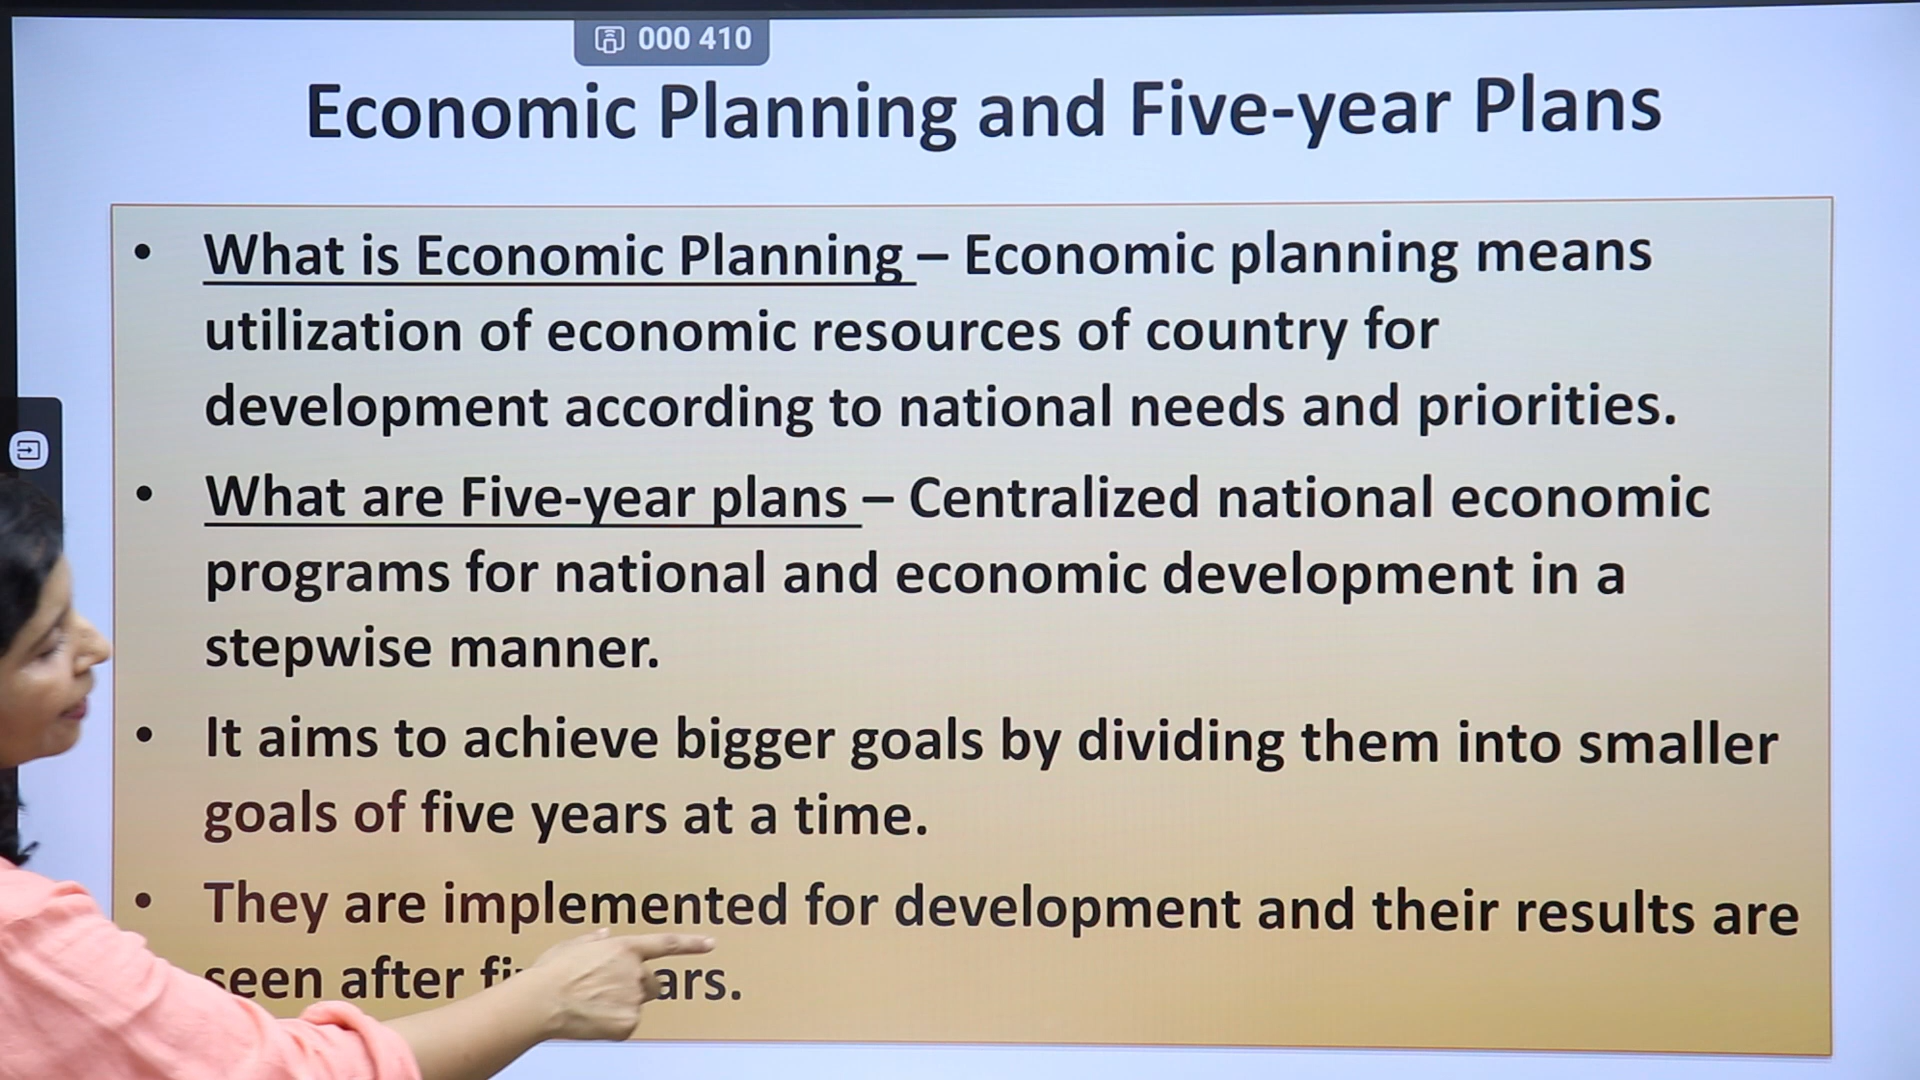 000 410
Economic Planning and Five-year Plans
• What is Economic Planning – Economic planning means
utilization of economic resources of country for
development according to national needs and priorities.
• What are Five-year plans – Centralized national economic
programs for national and economic development in a
stepwise manner.
• It aims to achieve bigger goals by dividing them into smaller
goals of five years at a time.
• They are implemented for development and their results are
seen after